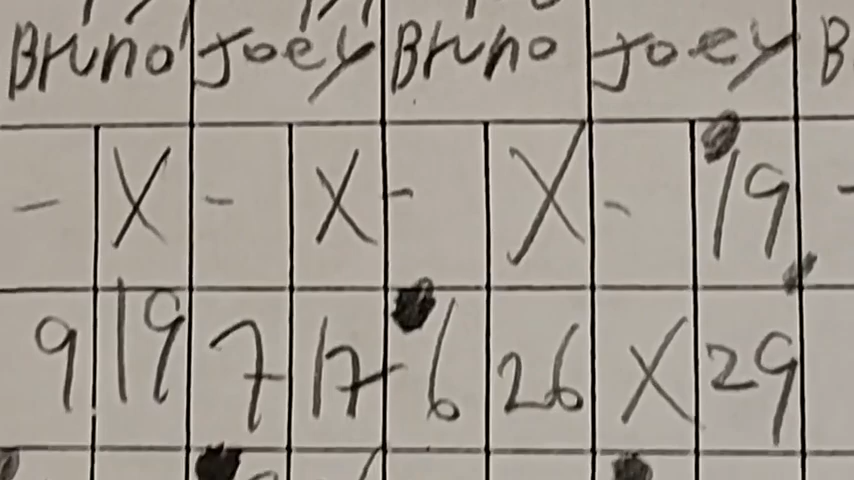 Bruno Joey Bruno Joey B
- X - X - X - 19 -
9 19 7 17 - 6 26 X 29